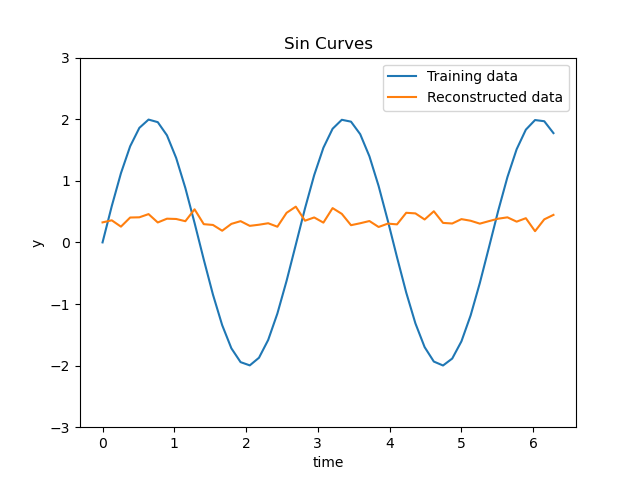 Sin Curves
Training data
Reconstructed data
3
2
1
0
−1
−2
−3
y
0 1 2 3 4 5 6
time